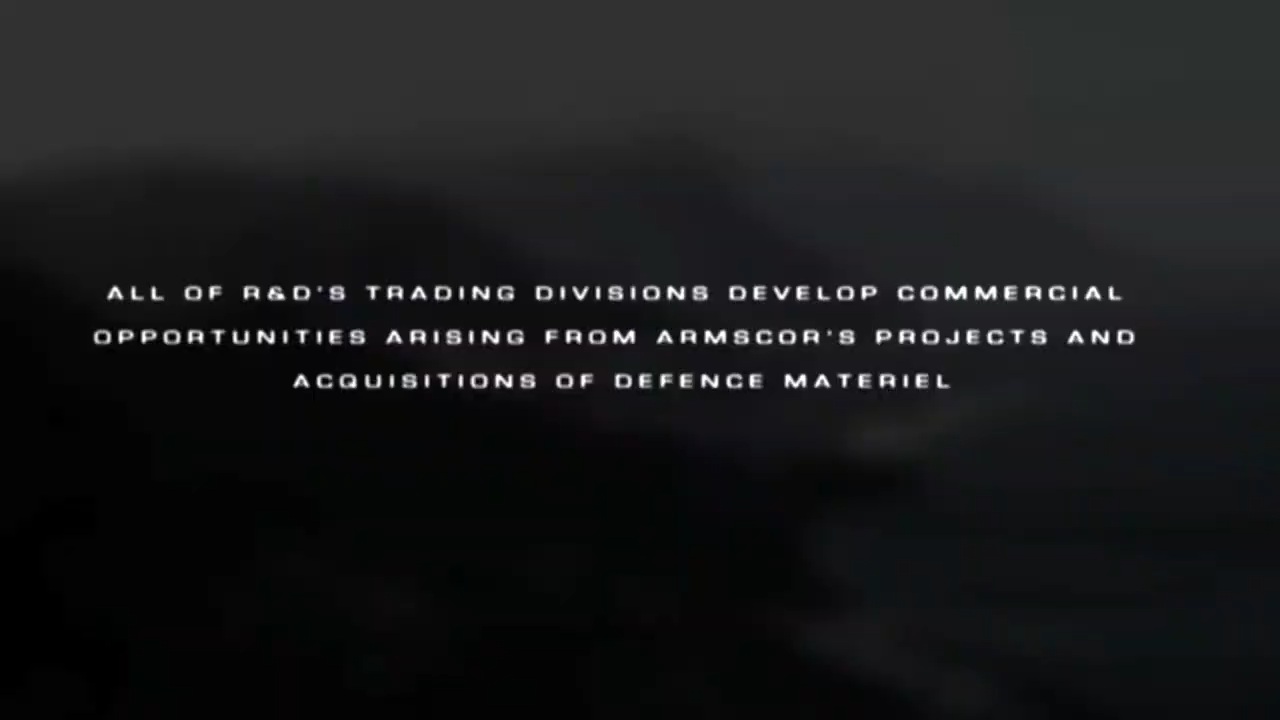 ALL OF R&D'S TRADING DIVISIONS DEVELOP COMMERCIAL
OPPORTUNITIES ARISING FROM ARMSCOR'S PROJECTS AND
ACQUISITIONS OF DEFENCE MATERIEL